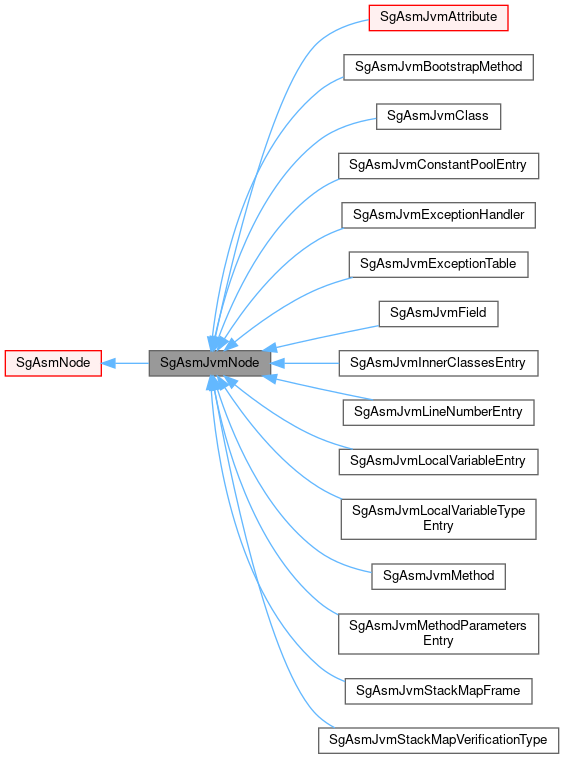 SgAsmJvmAttribute
SgAsmJvmBootstrapMethod
SgAsmJvmClass
SgAsmJvmConstantPoolEntry
SgAsmJvmExceptionHandler
SgAsmJvmExceptionTable
SgAsmJvmField
SgAsmNode
SgAsmJvmNode
SgAsmJvmInnerClassesEntry
SgAsmJvmLineNumberEntry
SgAsmJvmLocalVariableEntry
SgAsmJvmLocalVariableType
Entry
SgAsmJvmMethod
SgAsmJvmMethodParameters
Entry
SgAsmJvmStackMapFrame
SgAsmJvmStackMapVerificationType